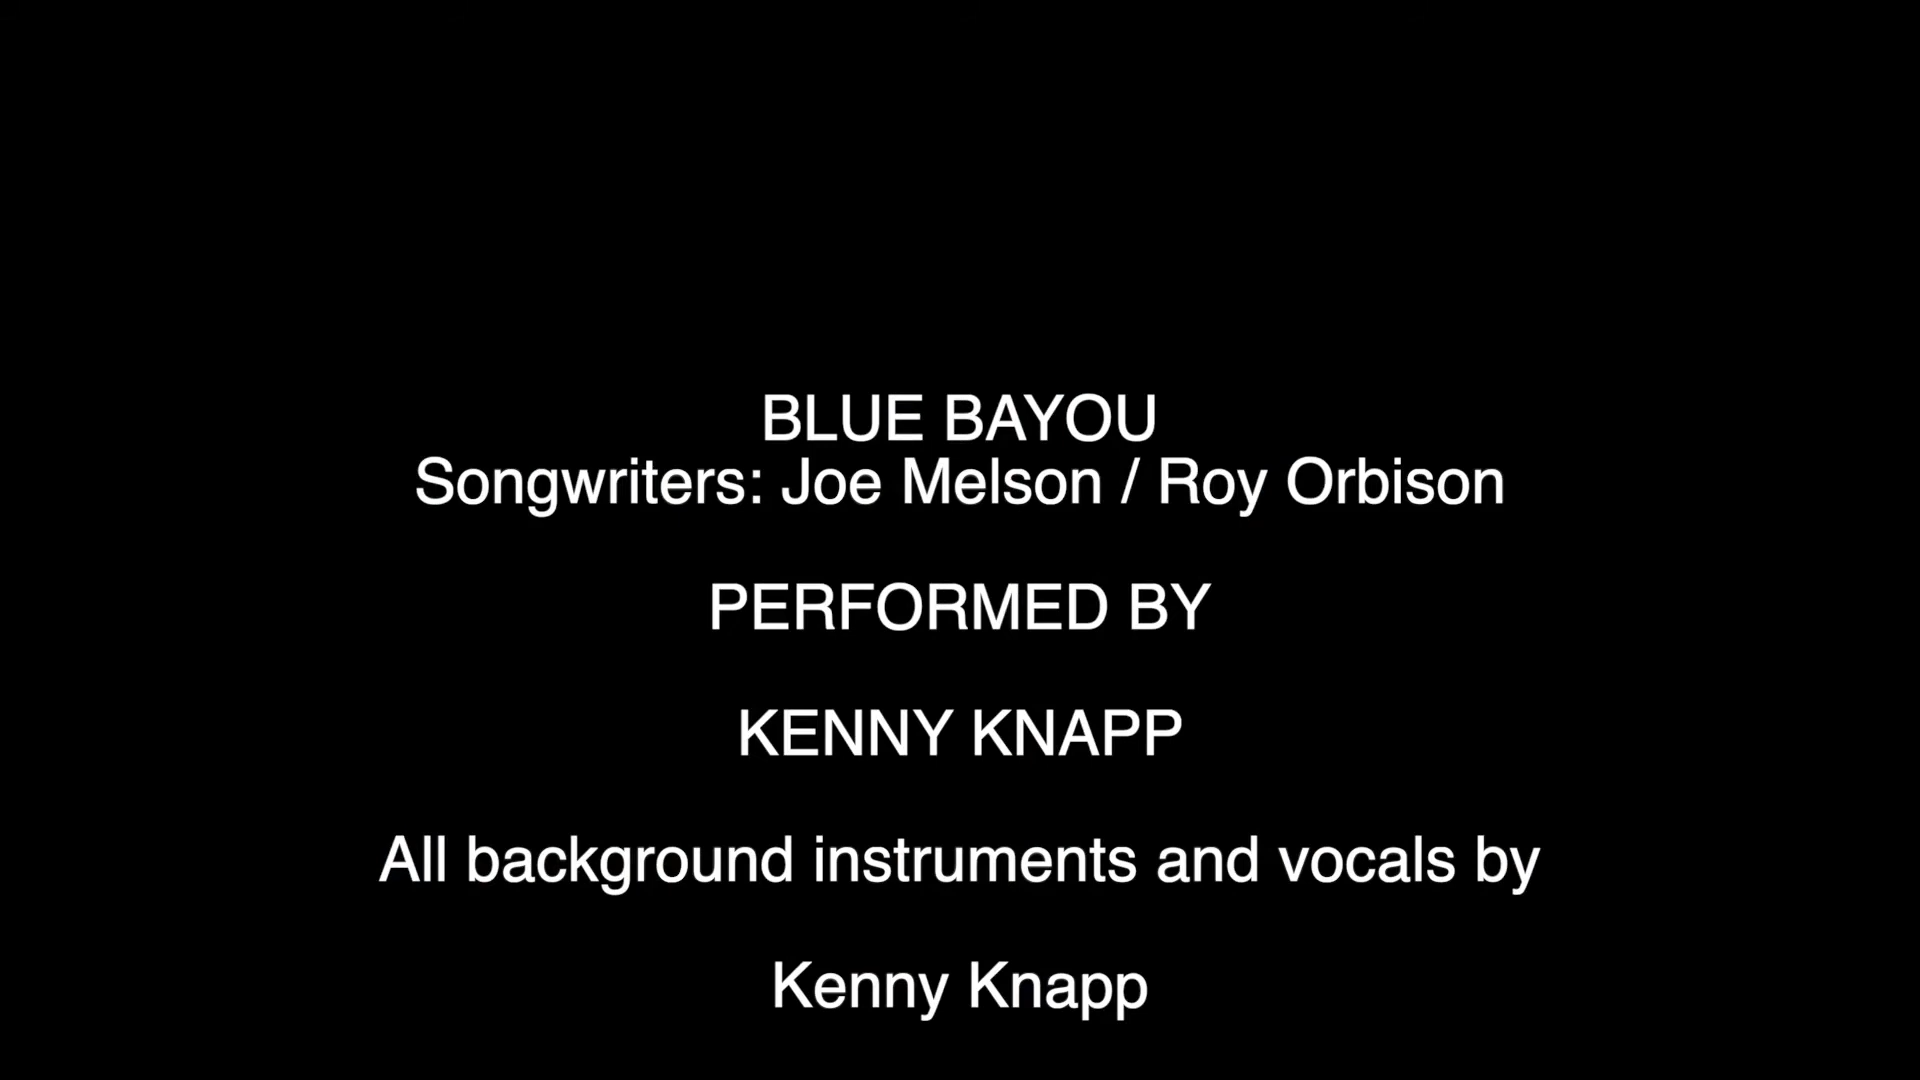 BLUE BAYOU
Songwriters: Joe Melson / Roy Orbison
PERFORMED BY
KENNY KNAPP
All background instruments and vocals by
Kenny Knapp